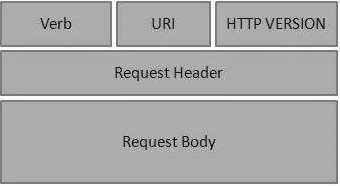 Verb URI HTTP VERSION
Request Header
Request Body